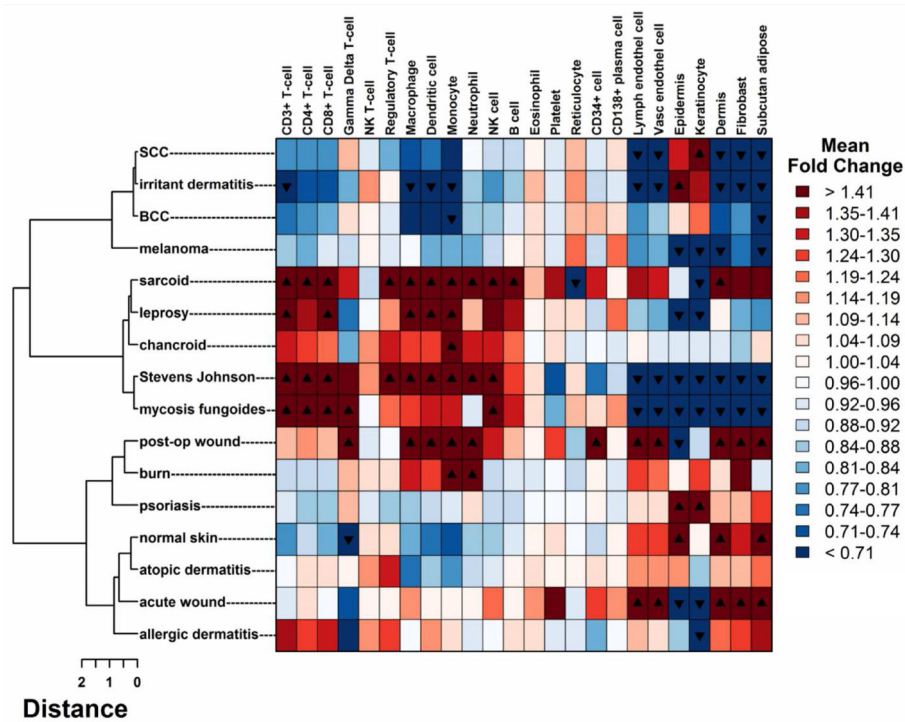 CD3+ T-cell
CD4+ T-cell
CD8+ T-cell
Gamma Delta T-cell
NK T-cell
Regulatory T-cell
Macrophage
Dendritic cell
Monocyte
Neutrophil
NK cell
B cell
Eosinophil
Platelet
Reticulocyte
CD34+ cell
CD138+ plasma cell
Lymph endothel cell
Vasc endothel cell
Epidermis
Keratinocyte
Dermis
Fibrobast
Subcutan adipose
SCC
irritant dermatitis
BCC
melanoma
sarcoid
leprosy
chancroid
Stevens Johnson
mycosis fungoides
post-op wound
burn
psoriasis
normal skin
atopic dermatitis
acute wound
allergic dermatitis
Mean
Fold Change
> 1.41
1.35-1.41
1.30-1.35
1.24-1.30
1.19-1.24
1.14-1.19
1.09-1.14
1.04-1.09
1.00-1.04
0.96-1.00
0.92-0.96
0.88-0.92
0.84-0.88
0.81-0.84
0.77-0.81
0.74-0.77
0.71-0.74
< 0.71
2 1 0
Distance